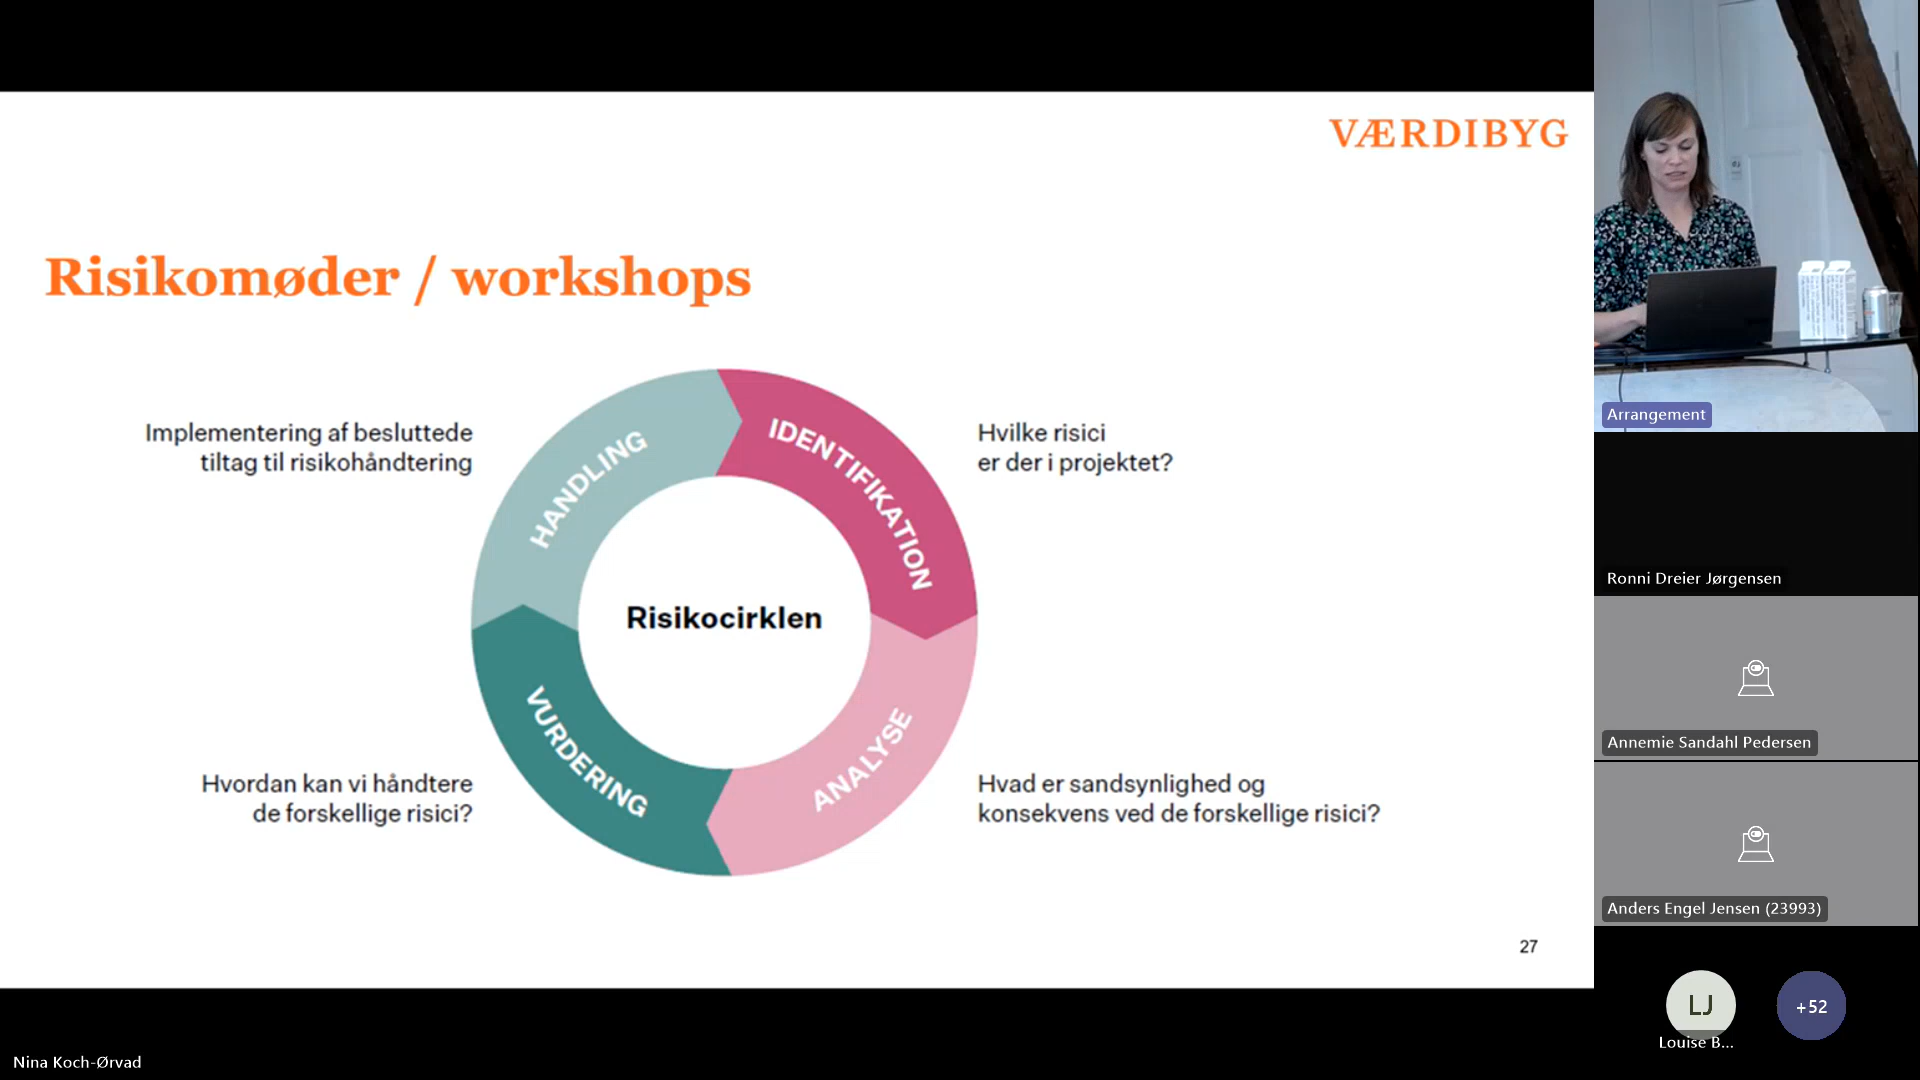 VÆRDIBYG
Risikomøder / workshops
Implementering af besluttede
tiltag til risikohåndtering
HANDLING
IDENTIFIKATION
Hvilke risici
er der i projektet?
Risikocirklen
Hvordan kan vi håndtere
de forskellige risici?
VURDERING
ANALYSE
Hvad er sandsynlighed og
konsekvens ved de forskellige risici?
27
Arrangement
Ronni Dreier Jørgensen
Annemie Sandahl Pedersen
Anders Engel Jensen (23993)
LJ
+52
Louise B...
Nina Koch-Ørvad